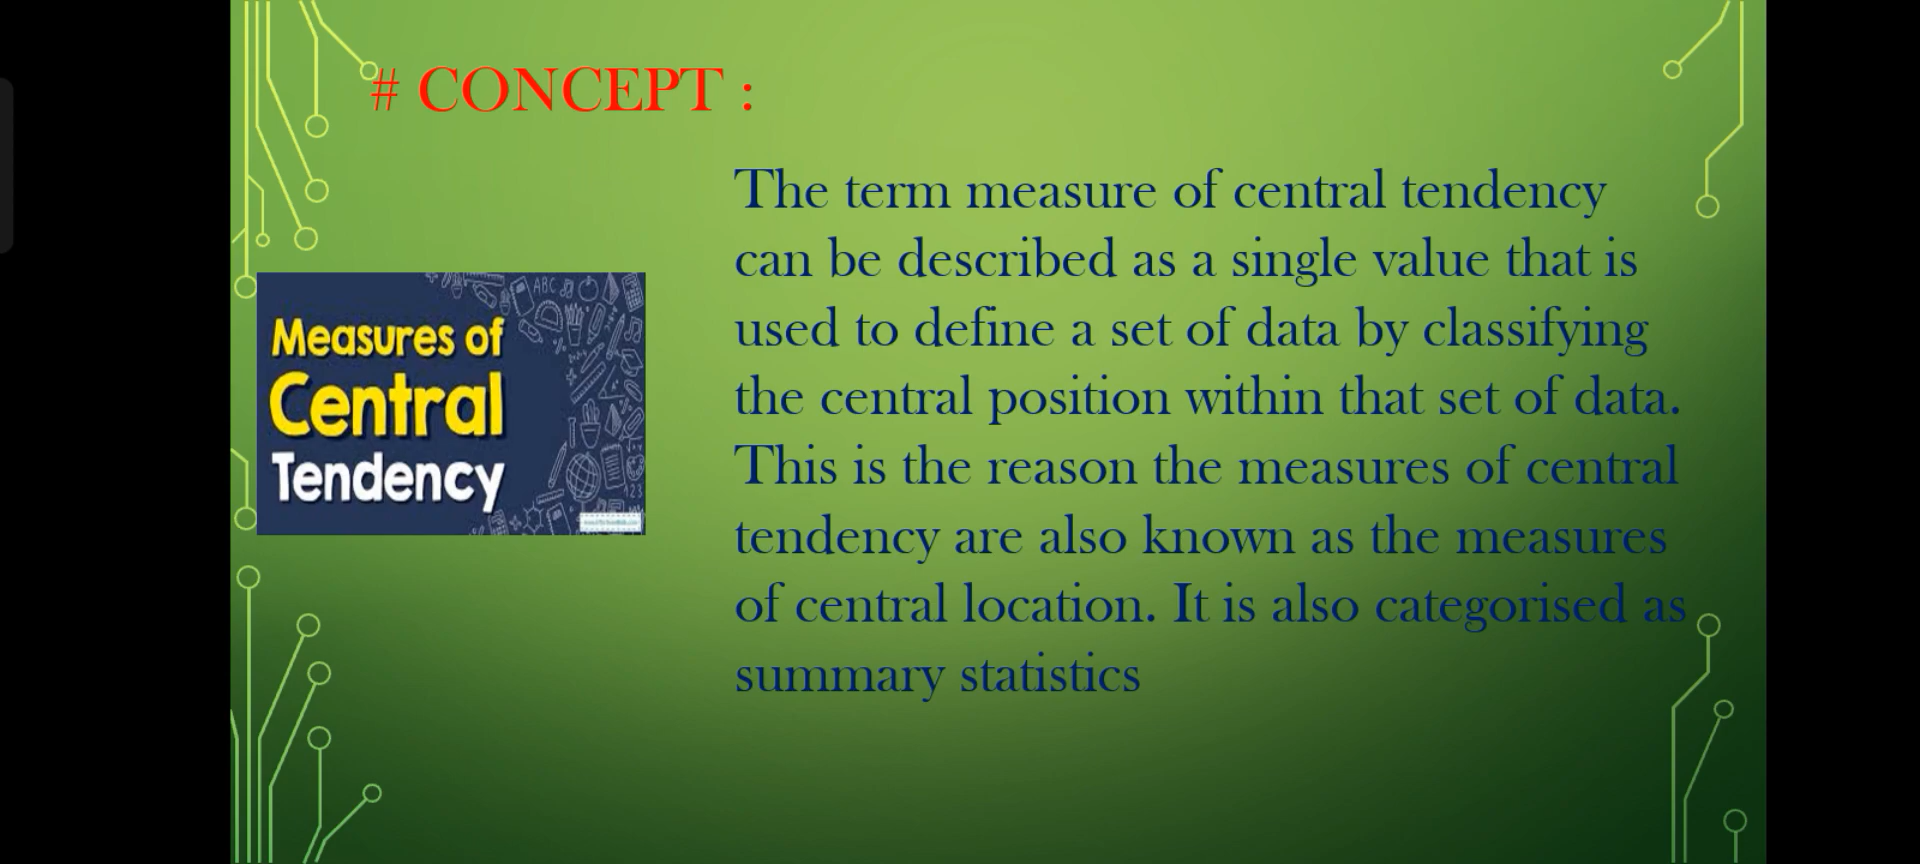 # CONCEPT :
The term measure of central tendency
can be described as a single value that is
used to define a set of data by classifying
the central position within that set of data.
This is the reason the measures of central
tendency are also known as the measures
of central location. It is also categorised as
summary statistics
Measures of
Central
Tendency
ABC
123